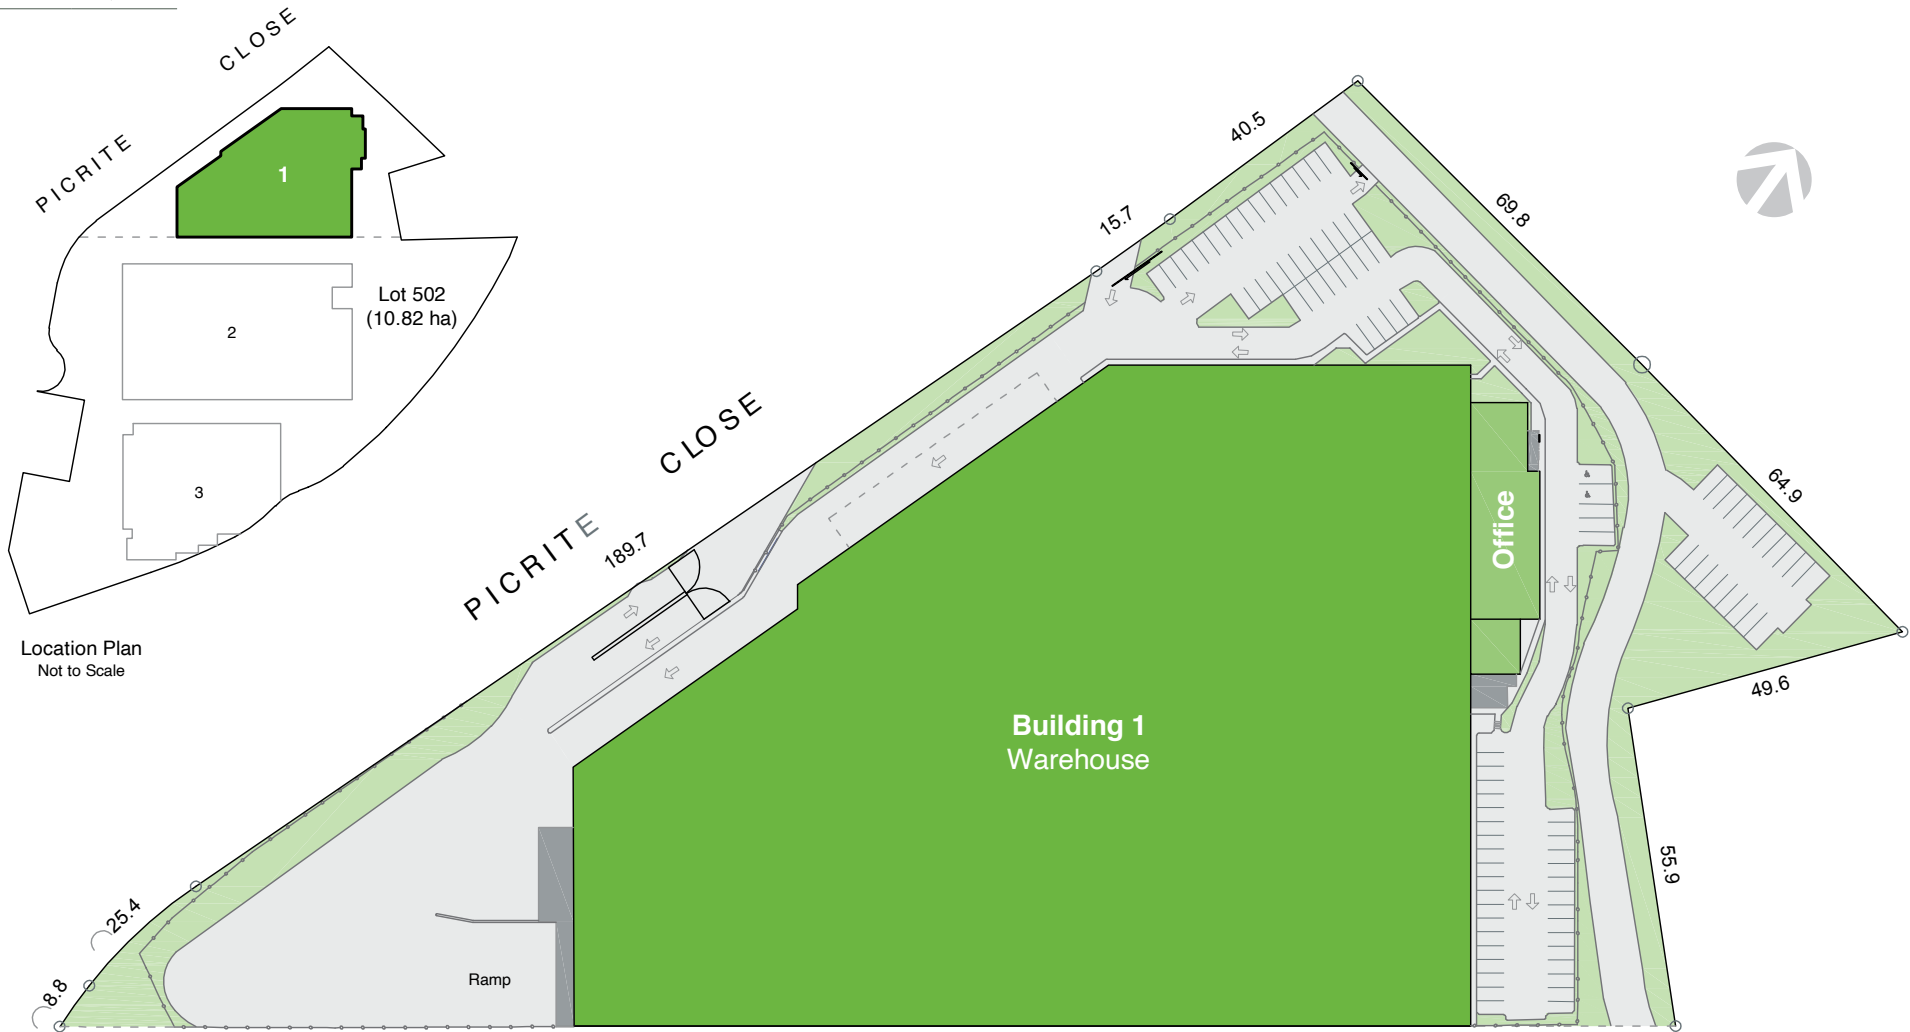 PICRITE CLOSE
1
2
Lot 502
(10.82 ha)
3
Location Plan
Not to Scale
PICRITE CLOSE
40.5
15.7
69.8
189.7
64.9
49.6
55.9
25.4
8.8
Office
Building 1
Warehouse
Ramp